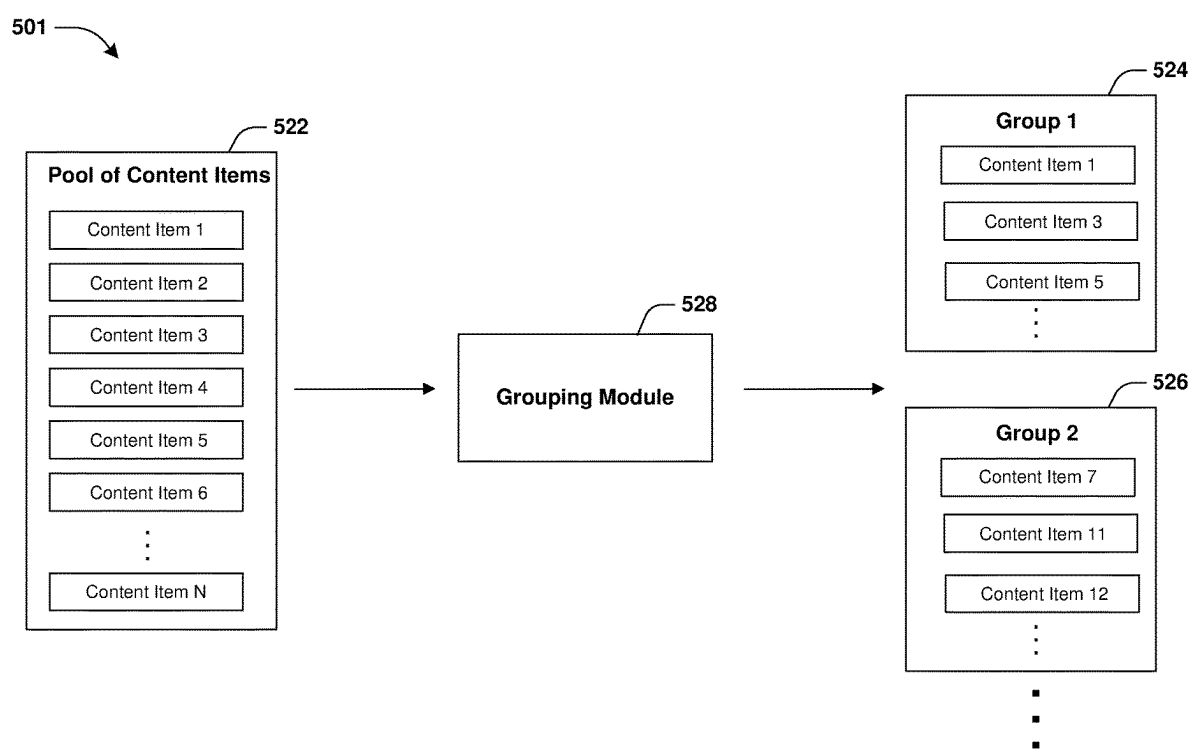 501
522
Pool of Content Items
Content Item 1
Content Item 2
Content Item 3
Content Item 4
Content Item 5
Content Item 6
Content Item N
528
Grouping Module
524
Group 1
Content Item 1
Content Item 3
Content Item 5
526
Group 2
Content Item 7
Content Item 11
Content Item 12